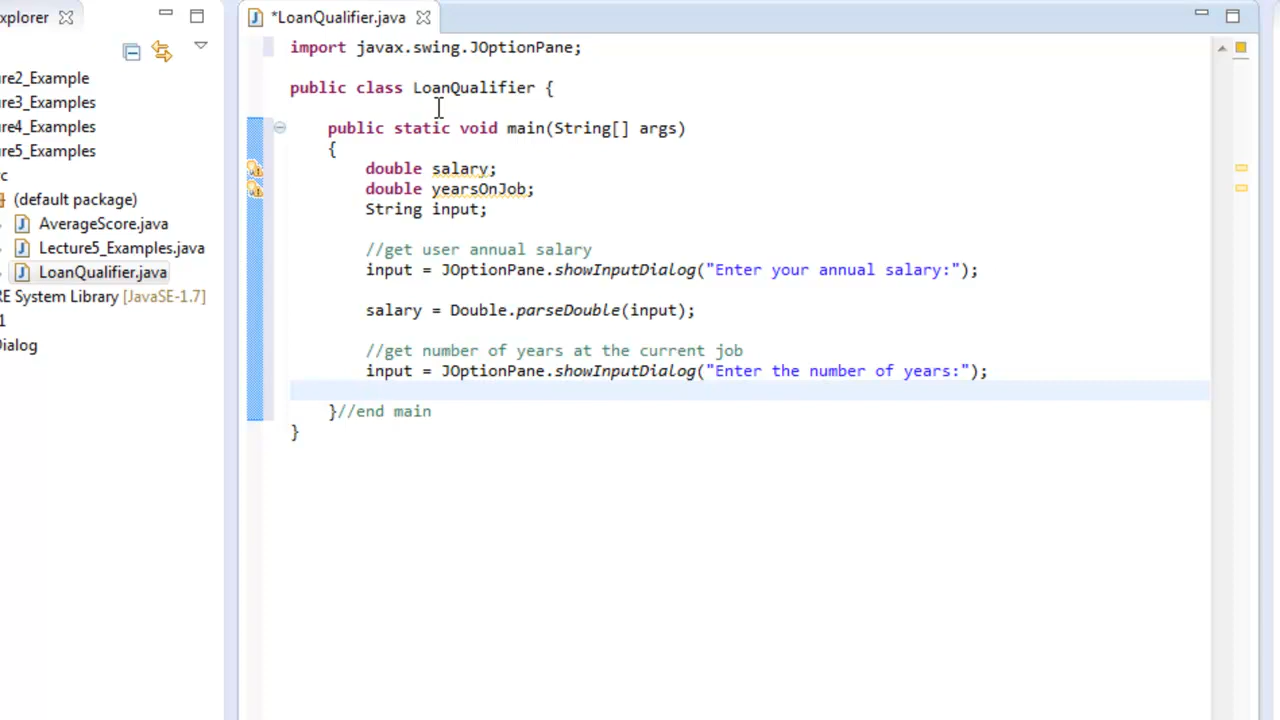 xplorer
*LoanQualifier.java
re2_Example
re3_Examples
re4_Examples
re5_Examples
rc
(default package)
AverageScore.java
Lecture5_Examples.java
LoanQualifier.java
RE System Library [JavaSE-1.7]
1
Dialog
import javax.swing.JOptionPane;
public class LoanQualifier {
public static void main(String[] args)
{
double salary;
double yearsOnJob;
String input;
//get user annual salary
input = JOptionPane.showInputDialog("Enter your annual salary:");
salary = Double.parseDouble(input);
//get number of years at the current job
input = JOptionPane.showInputDialog("Enter the number of years:");
}//end main
}